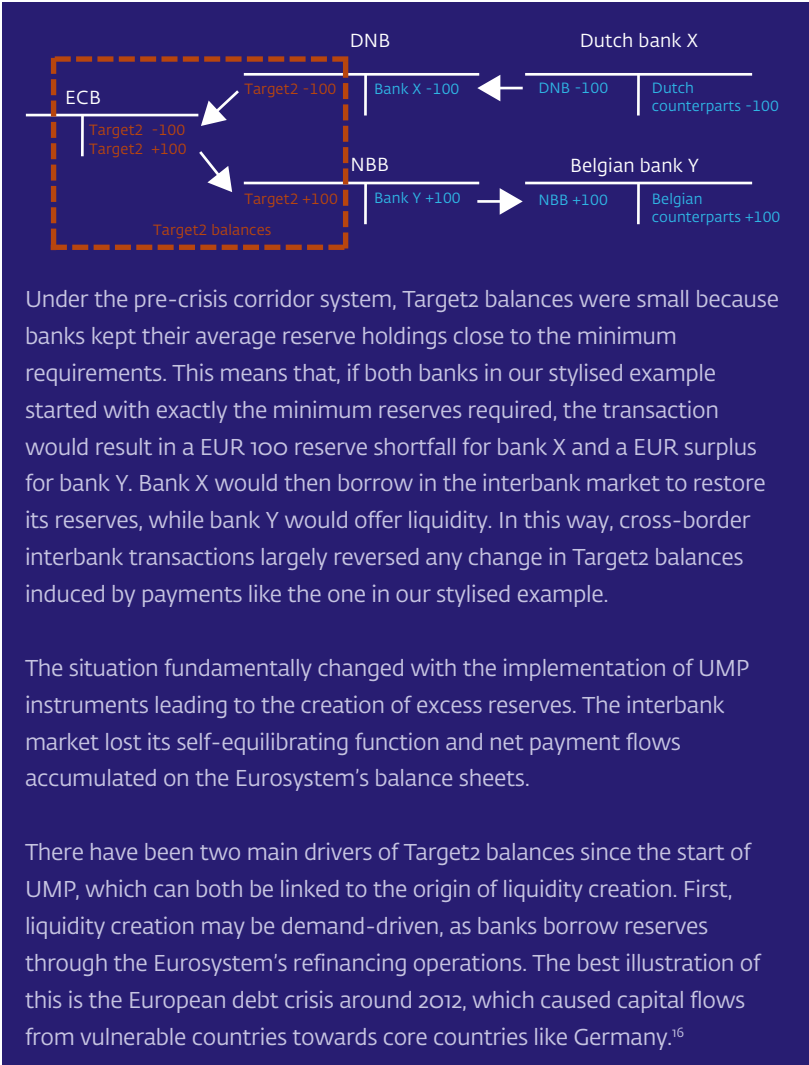 DNB
Dutch bank X
Target2 -100
Bank X -100
DNB -100
Dutch
counterparts -100
ECB
Target2 -100
Target2 +100
NBB
Belgian bank Y
Target2 +100
Bank Y +100
NBB +100
Belgian
counterparts +100
Target2 balances
Under the pre-crisis corridor system, Target2 balances were small because
banks kept their average reserve holdings close to the minimum
requirements. This means that, if both banks in our stylised example
started with exactly the minimum reserves required, the transaction
would result in a EUR 100 reserve shortfall for bank X and a EUR surplus
for bank Y. Bank X would then borrow in the interbank market to restore
its reserves, while bank Y would offer liquidity. In this way, cross-border
interbank transactions largely reversed any change in Target2 balances
induced by payments like the one in our stylised example.
The situation fundamentally changed with the implementation of UMP
instruments leading to the creation of excess reserves. The interbank
market lost its self-equilibrating function and net payment flows
accumulated on the Eurosystem's balance sheets.
There have been two main drivers of Target2 balances since the start of
UMP, which can both be linked to the origin of liquidity creation. First,
liquidity creation may be demand-driven, as banks borrow reserves
through the Eurosystem's refinancing operations. The best illustration of
this is the European debt crisis around 2012, which caused capital flows
from vulnerable countries towards core countries like Germany.16